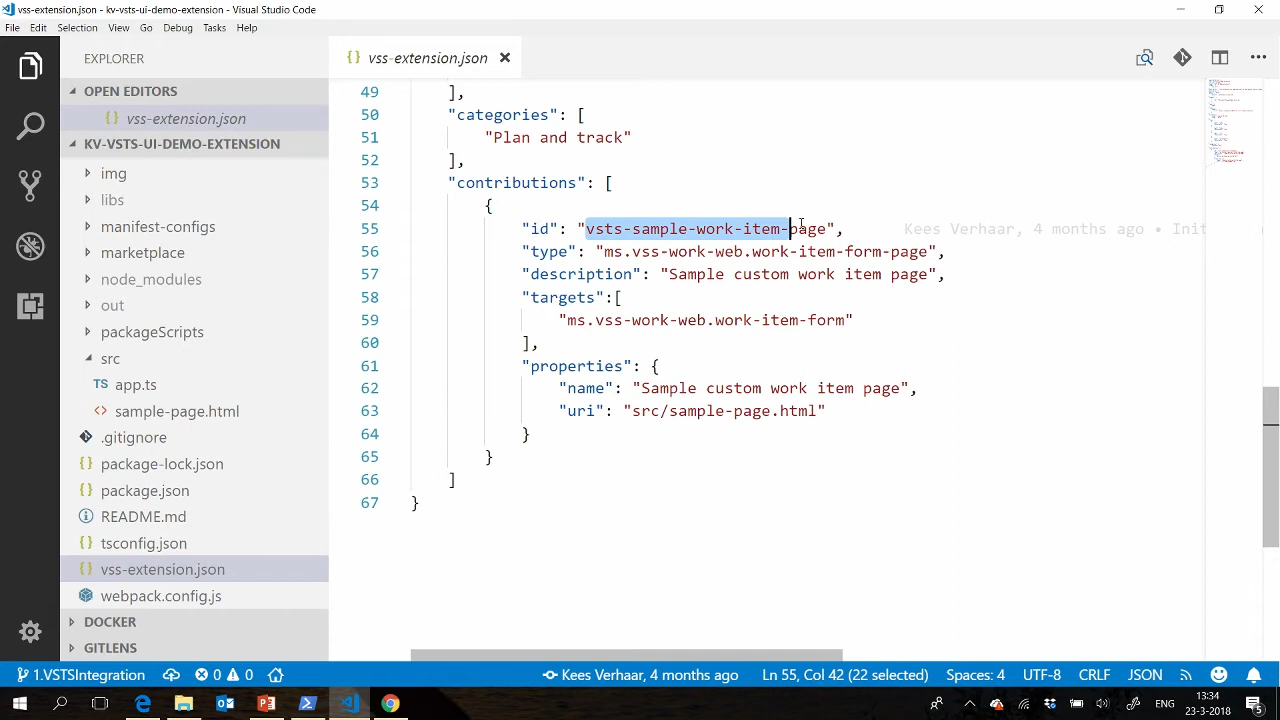 vss-extension.json - kv-vsts-ui-demo-extension - Visual Studio Code
File Edit Selection View Go Debug Tasks Help
EXPLORER
OPEN EDITORS
{} vss-extension.json
KV-VSTS-UI-DEMO-EXTENSION
img
libs
manifest-configs
marketplace
node_modules
out
packageScripts
src
TS app.ts
<> sample-page.html
.gitignore
{} package-lock.json
{} package.json
README.md
{} tsconfig.json
{} vss-extension.json
webpack.config.js
DOCKER
GITLENS
{} vss-extension.json
49 ],
50 "categories": [
51 "Plan and track"
52 ],
53 "contributions": [
54 {
55 "id": "vsts-sample-work-item-page", Kees Verhaar, 4 months ago • Init
56 "type": "ms.vss-work-web.work-item-form-page",
57 "description": "Sample custom work item page",
58 "targets":[
59 "ms.vss-work-web.work-item-form"
60 ],
61 "properties": {
62 "name": "Sample custom work item page",
63 "uri": "src/sample-page.html"
64 }
65 }
66 ]
67 }
1.VSTSIntegration 0 0 Kees Verhaar, 4 months ago Ln 55, Col 42 (22 selected) Spaces: 4 UTF-8 CRLF JSON
ENG 13:34
23-3-2018